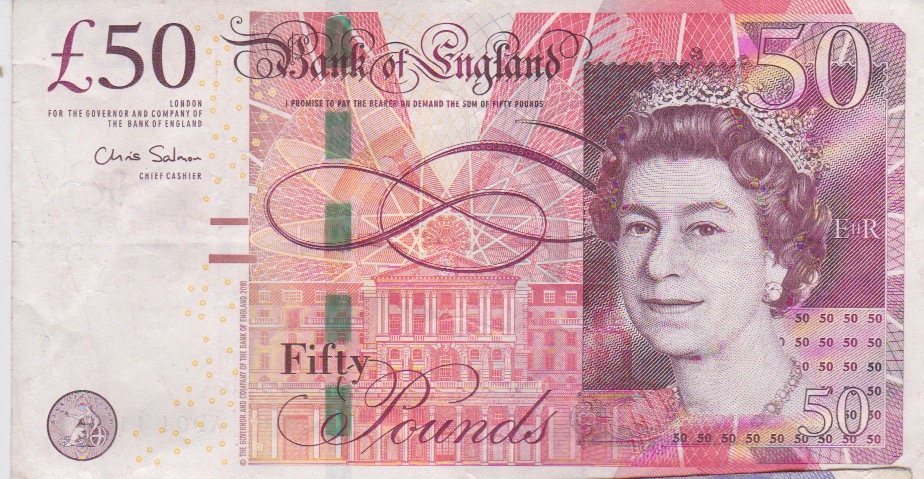 £50
Bank of England
50
LONDON
FOR THE GOVERNOR AND COMPANY OF
THE BANK OF ENGLAND
I PROMISE TO PAY THE BEARER ON DEMAND THE SUM OF FIFTY POUNDS
Chris Salmon
CHIEF CASHIER
EIIR
© THE GOVERNOR AND COMPANY OF THE BANK OF ENGLAND 2010
50 50 50 50
50 50 50
50 50 50
50
Fifty
Pounds
50
50 50
50 50 50 50 50 50 50